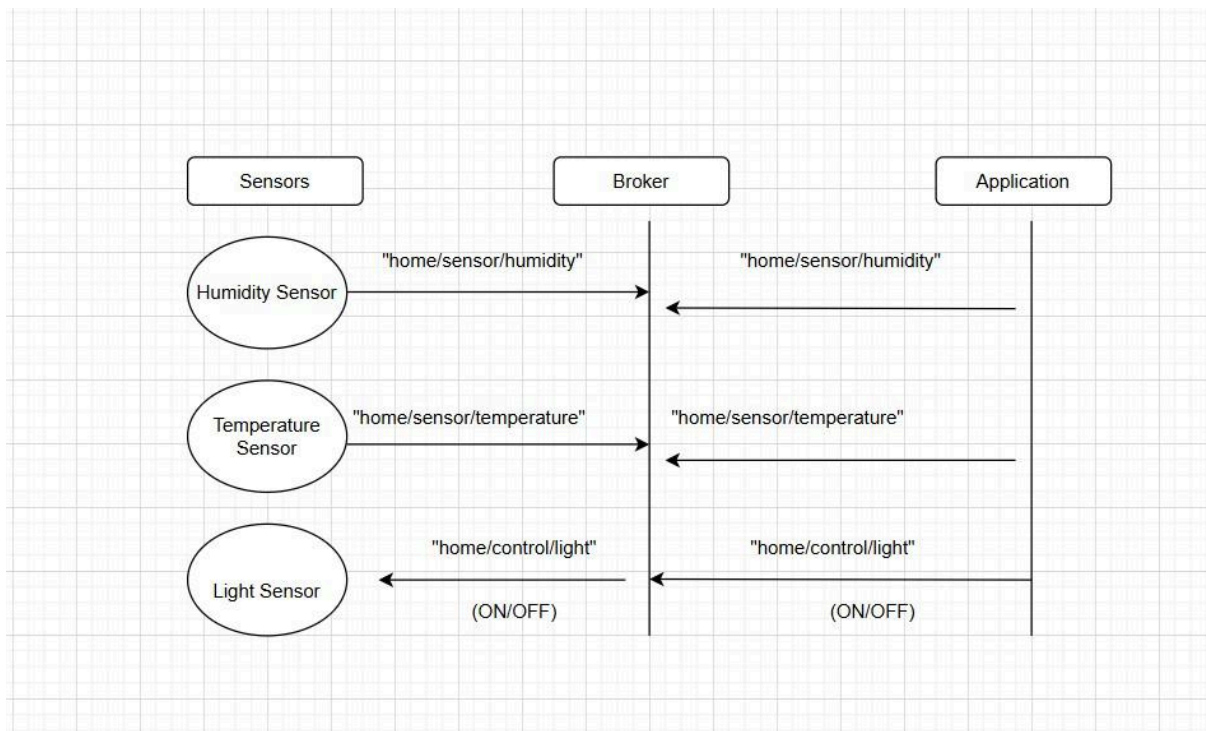 Sensors
Broker
Application
"home/sensor/humidity"
"home/sensor/humidity"
Humidity Sensor
"home/sensor/temperature"
"home/sensor/temperature"
Temperature
Sensor
"home/control/light"
"home/control/light"
Light Sensor
(ON/OFF)
(ON/OFF)